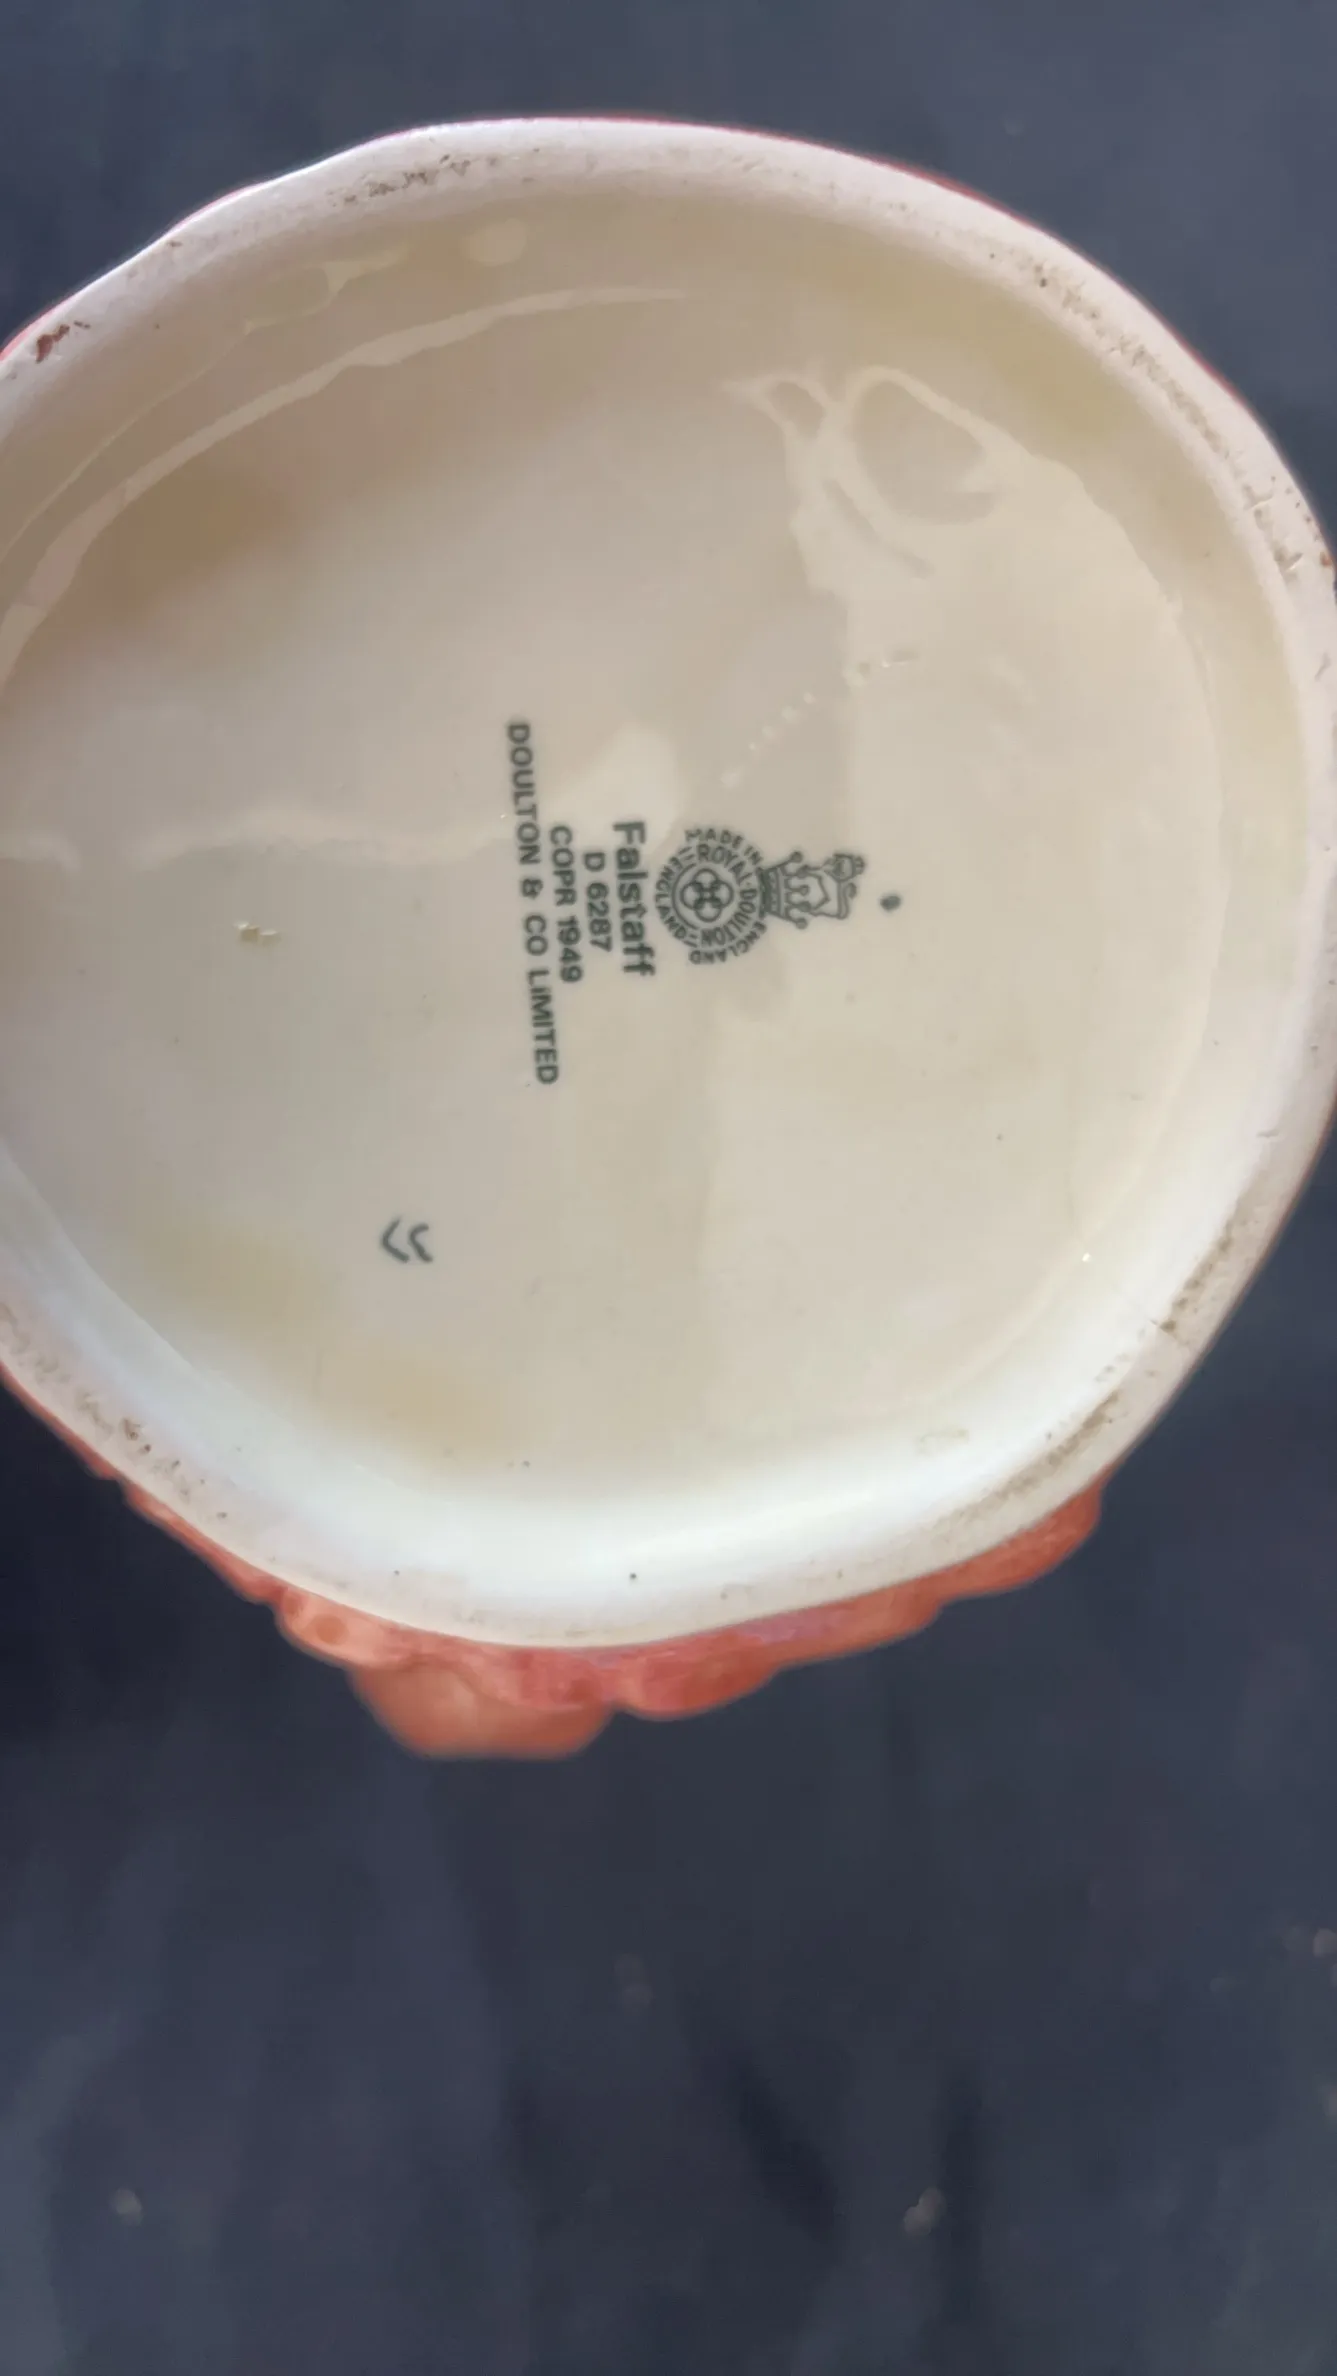 MADE IN ENGLAND
ROYAL · DOULTON
ENGLAND
Falstaff
D 6287
COPR 1949
DOULTON & CO LIMITED